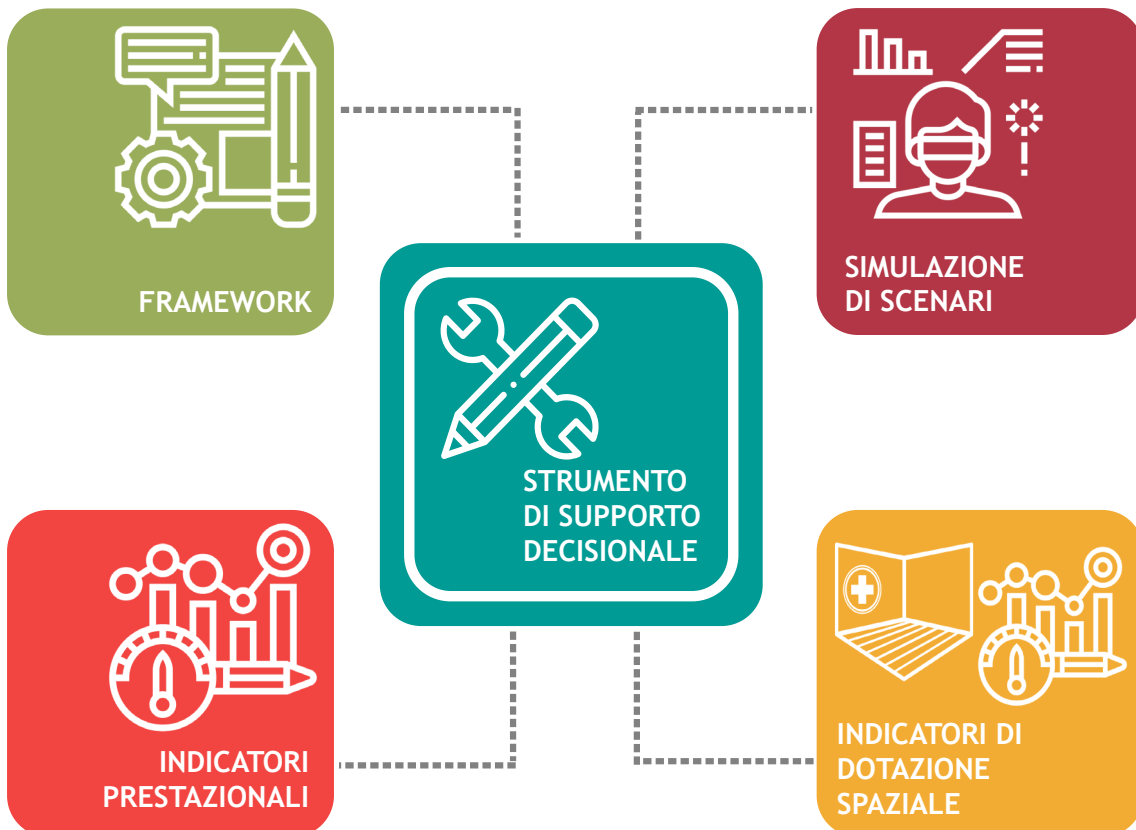 FRAMEWORK
SIMULAZIONE
DI SCENARI
STRUMENTO
DI SUPPORTO
DECISIONALE
INDICATORI
PRESTAZIONALI
INDICATORI DI
DOTAZIONE
SPAZIALE